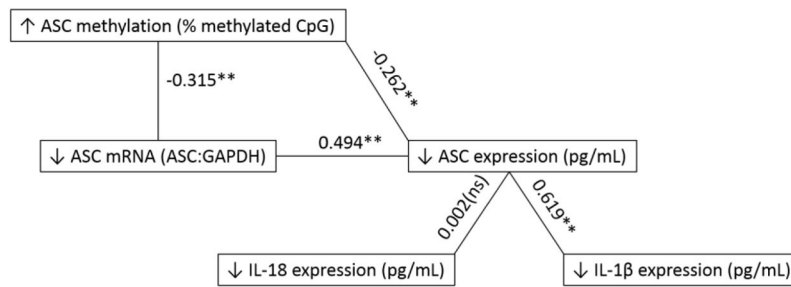 ↑ ASC methylation (% methylated CpG)
-0.315**
-0.262**
↓ ASC mRNA (ASC:GAPDH)
0.494**
↓ ASC expression (pg/mL)
0.002(ns)
0.619**
↓ IL-18 expression (pg/mL)
↓ IL-1β expression (pg/mL)